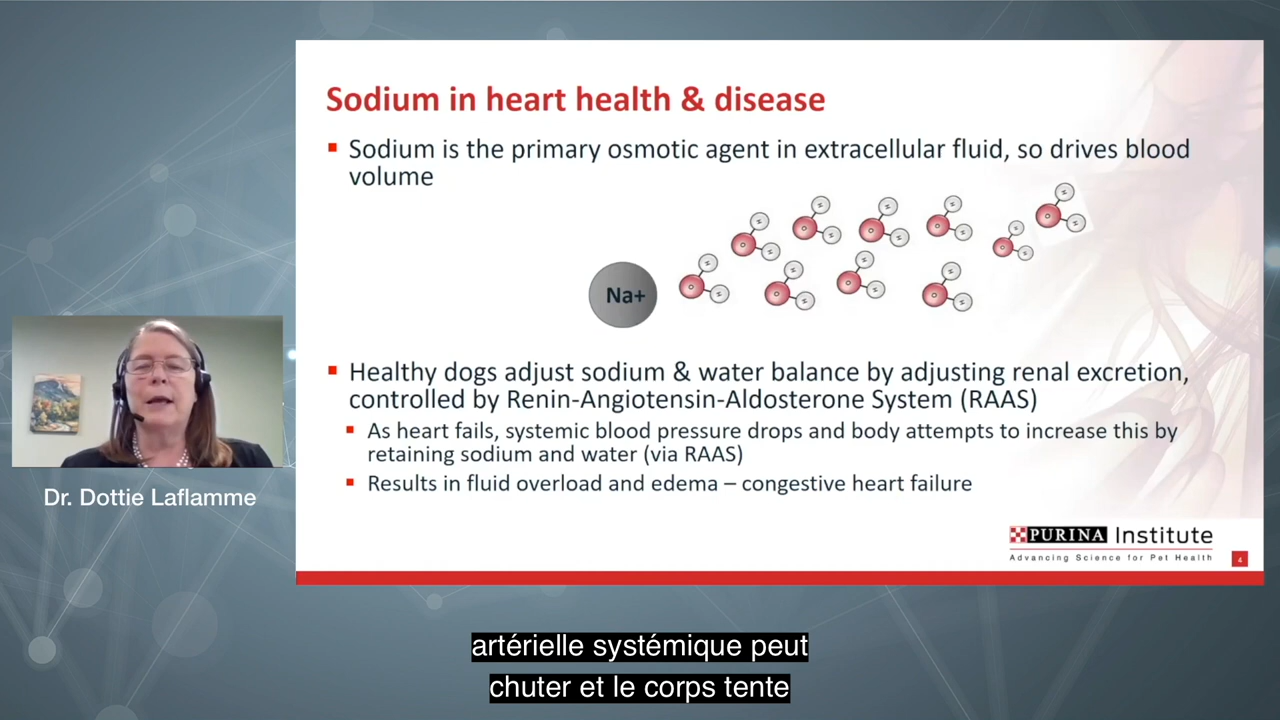 Sodium in heart health & disease
Sodium is the primary osmotic agent in extracellular fluid, so drives blood
volume
Na+
Healthy dogs adjust sodium & water balance by adjusting renal excretion,
controlled by Renin-Angiotensin-Aldosterone System (RAAS)
As heart fails, systemic blood pressure drops and body attempts to increase this by
retaining sodium and water (via RAAS)
Results in fluid overload and edema – congestive heart failure
Dr. Dottie Laflamme
PURINA Institute
Advancing Science for Pet Health
4
artérielle systémique peut
chuter et le corps tente